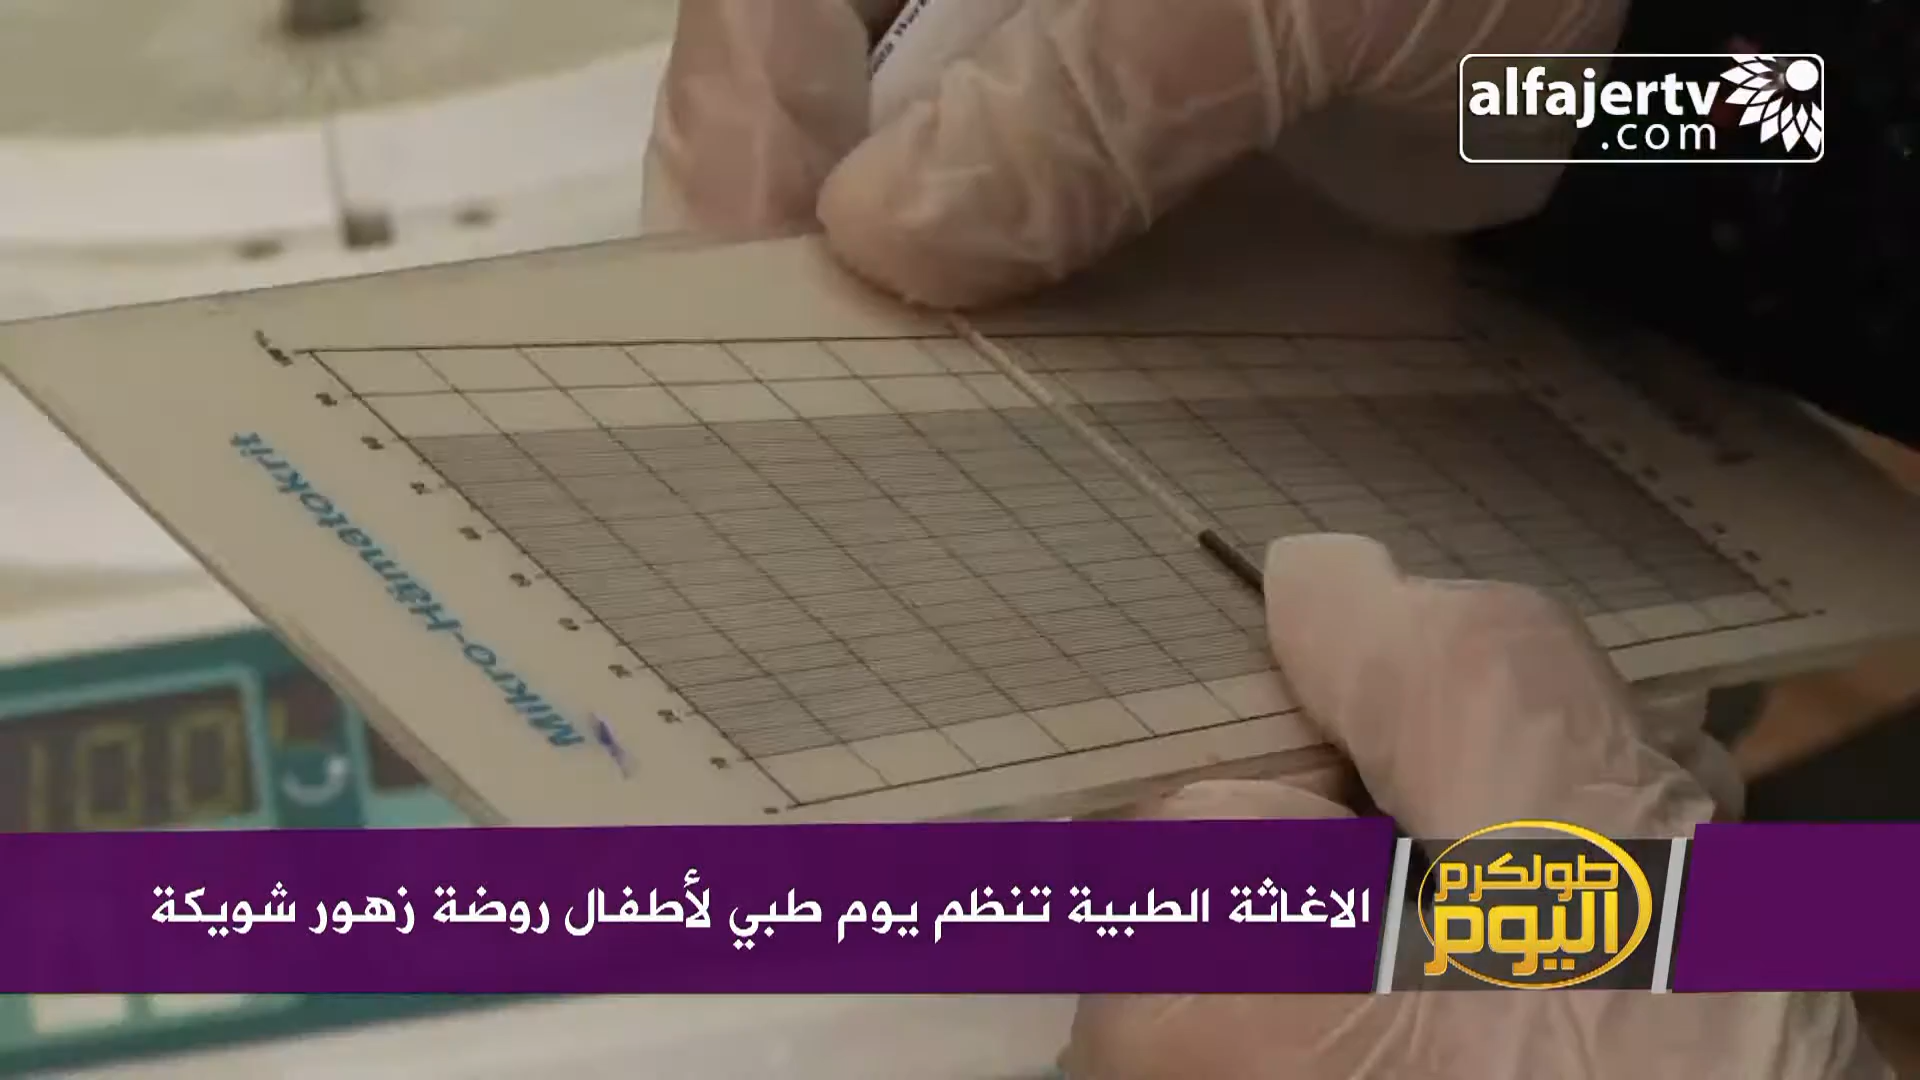 alfajertv
.com
Mikro-Hämatokrit
100
الاغاثة الطبية تنظم يوم طبي لأطفال روضة زهور شويكة
طولكرم
اليوم